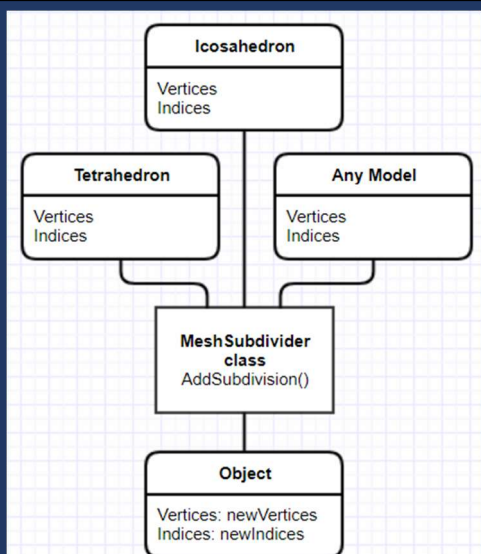 Icosahedron
Vertices
Indices
Tetrahedron
Vertices
Indices
Any Model
Vertices
Indices
MeshSubdivider
class
AddSubdivision()
Object
Vertices: newVertices
Indices: newIndices